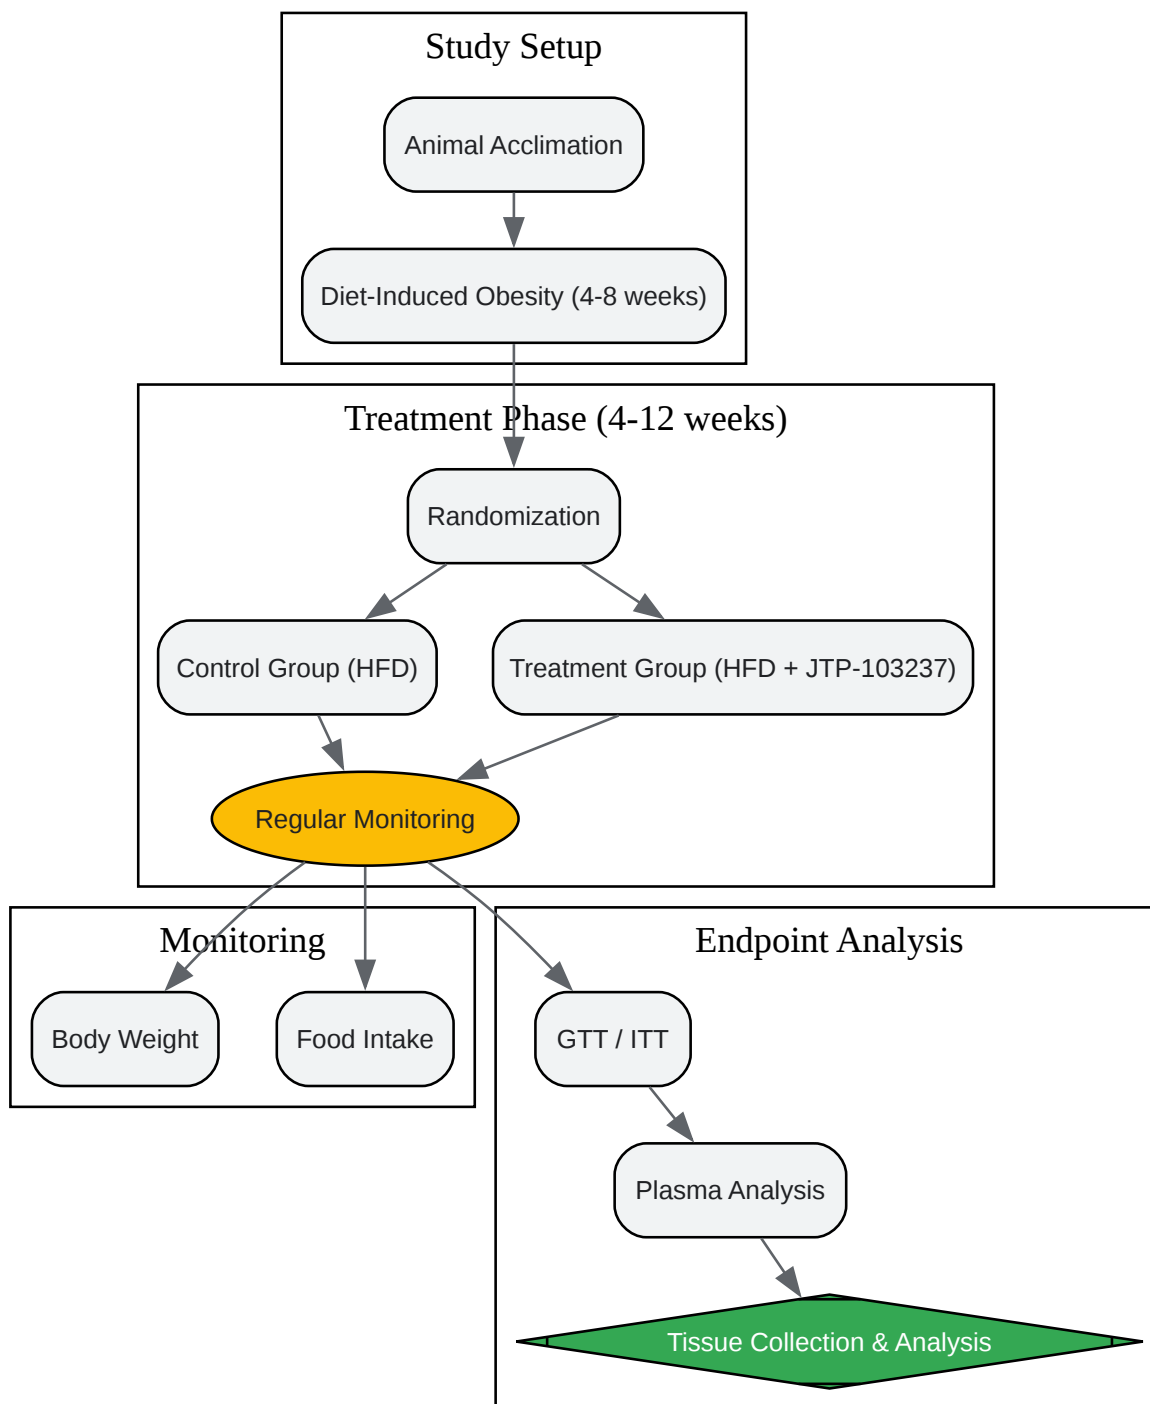 Study Setup
Animal Acclimation
Diet-Induced Obesity (4-8 weeks)
Treatment Phase (4-12 weeks)
Randomization
Control Group (HFD)
Treatment Group (HFD + JTP-103237)
Regular Monitoring
Monitoring
Body Weight
Food Intake
Endpoint Analysis
GTT / ITT
Plasma Analysis
Tissue Collection & Analysis